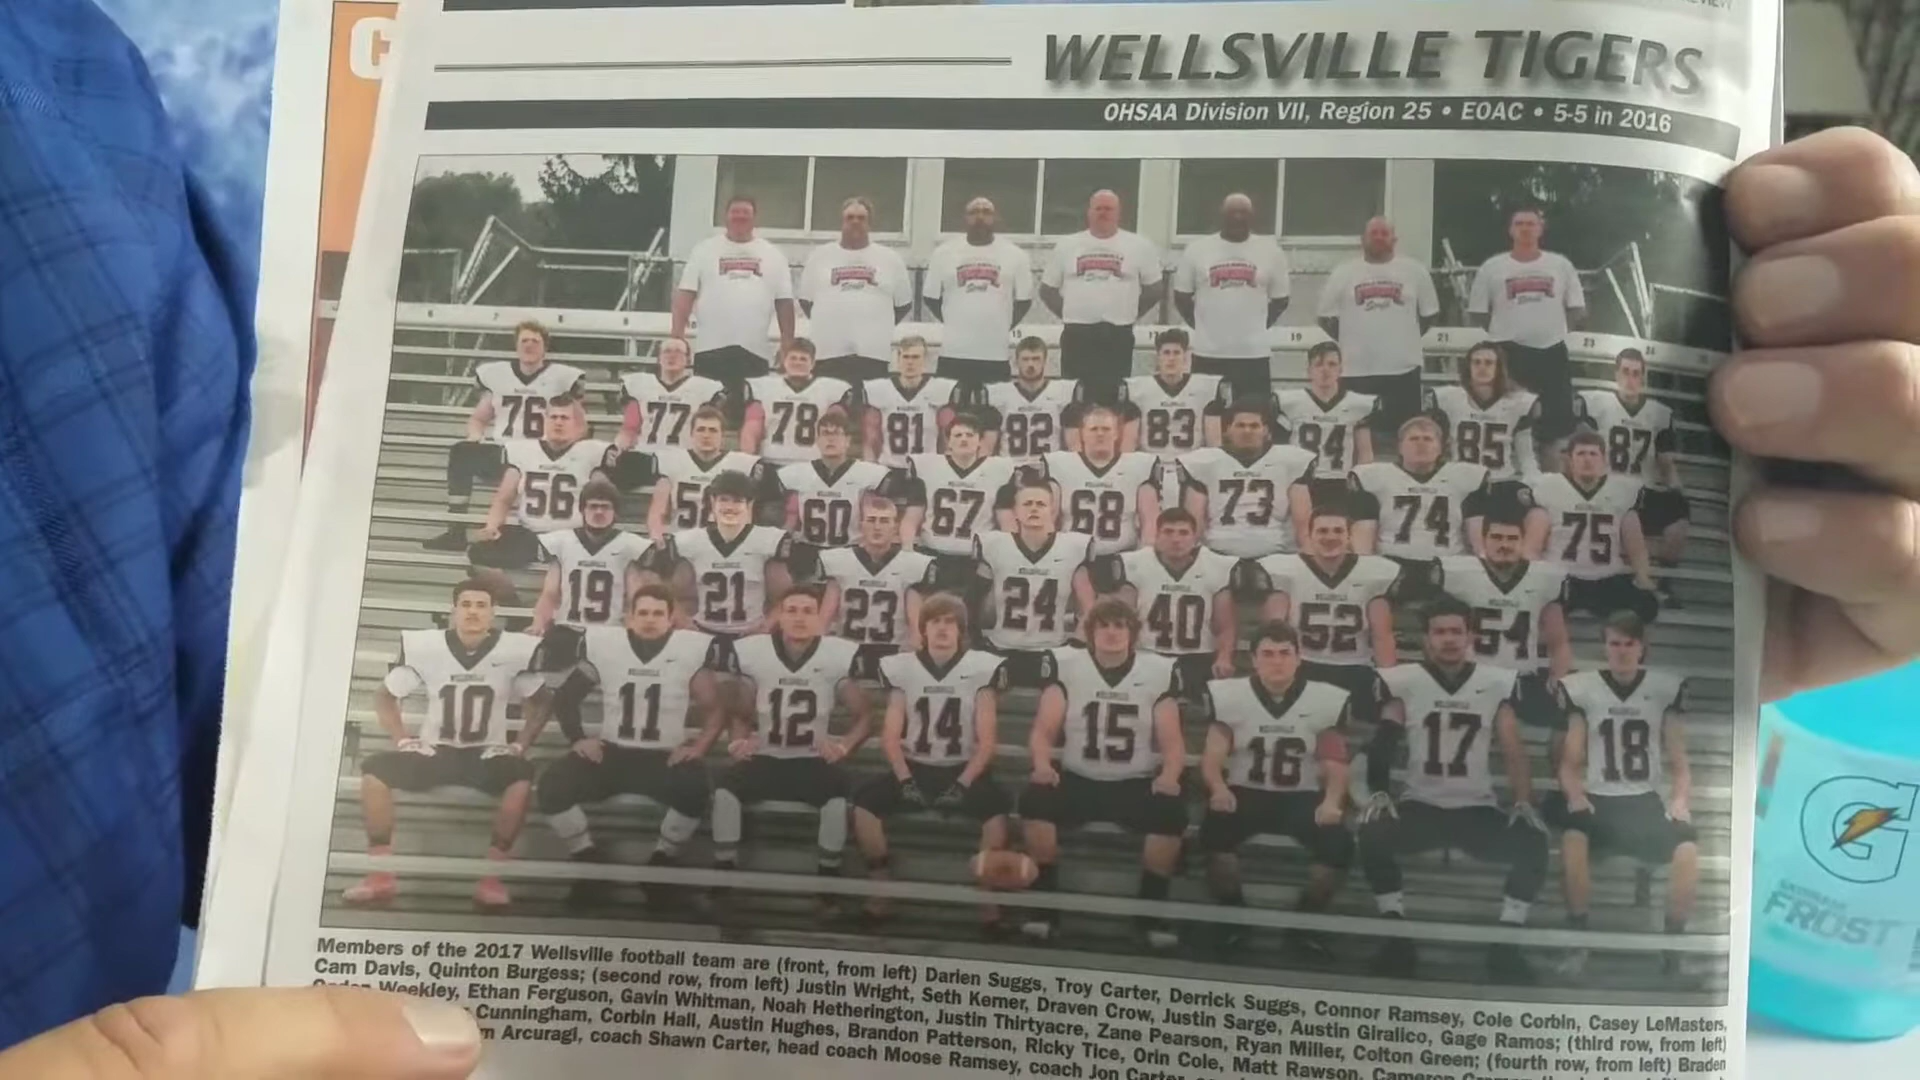 WELLSVILLE TIGERS
OHSAA Division VII, Region 25 • EOAC • 5-5 in 2016
76 77 78 81 82 83 84 85 87
56 58 60 67 68 73 74 75
19 21 23 24 40 52 54
10 11 12 14 15 16 17 18
Members of the 2017 Wellsville football team are (front, from left) Darien Suggs, Troy Carter, Derrick Suggs, Connor Ramsey, Cole Corbin, Casey LeMasters,
Cam Davis, Quinton Burgess; (second row, from left) Justin Wright, Seth Kemer, Draven Crow, Justin Sarge, Austin Giralico, Gage Ramos; (third row, from left)
Weekley, Ethan Ferguson, Gavin Whitman, Noah Hetherington, Justin Thirtyacre, Zane Pearson, Ryan Miller, Colton Green; (fourth row, from left) Braden
Cunningham, Corbin Hall, Austin Hughes, Brandon Patterson, Ricky Tice, Orin Cole, Matt Rawson, Cameron
Arcuragi, coach Shawn Carter, head coach Moose Ramsey, coach Jon Carter
G
FROST